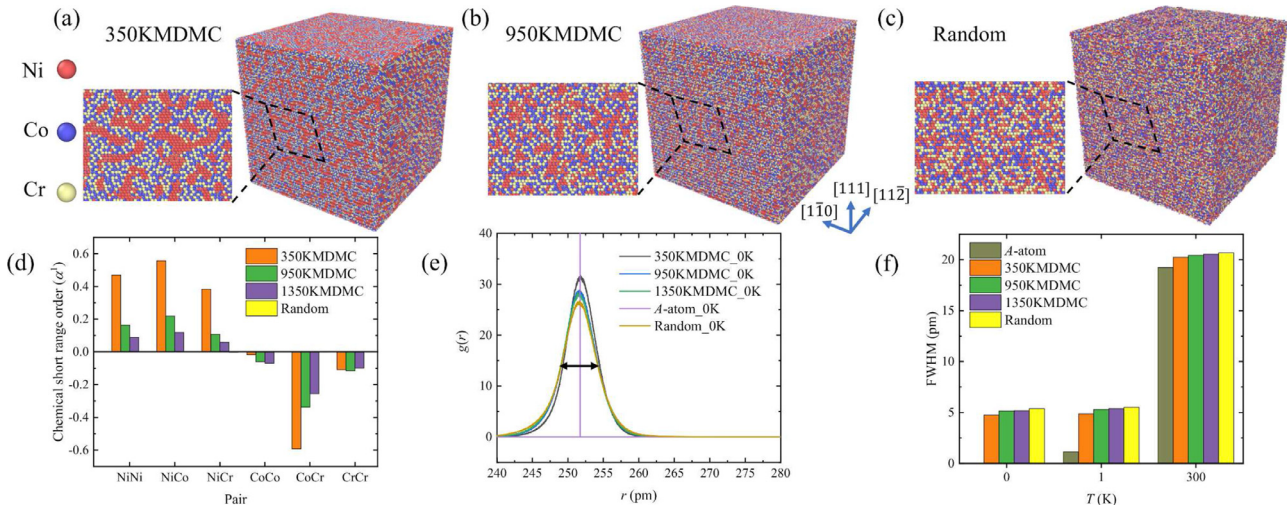 (a)
350KMDMC
Ni
Co
Cr
(b)
950KMDMC
[111]
[11̅0]
[112̅]
(c)
Random
(d)
Chemical short range order (α¹)
0.6
0.4
0.2
0.0
-0.2
-0.4
-0.6
350KMDMC
950KMDMC
1350KMDMC
Random
NiNi NiCo NiCr CoCo CoCr CrCr
Pair
(e)
g(r)
40
30
20
10
0
350KMDMC_0K
950KMDMC_0K
1350KMDMC_0K
A-atom_0K
Random_0K
240 245 250 255 260 265 270 275 280
r (pm)
(f)
FWHM (pm)
20
15
10
5
0
A-atom
350KMDMC
950KMDMC
1350KMDMC
Random
0 1 300
T (K)